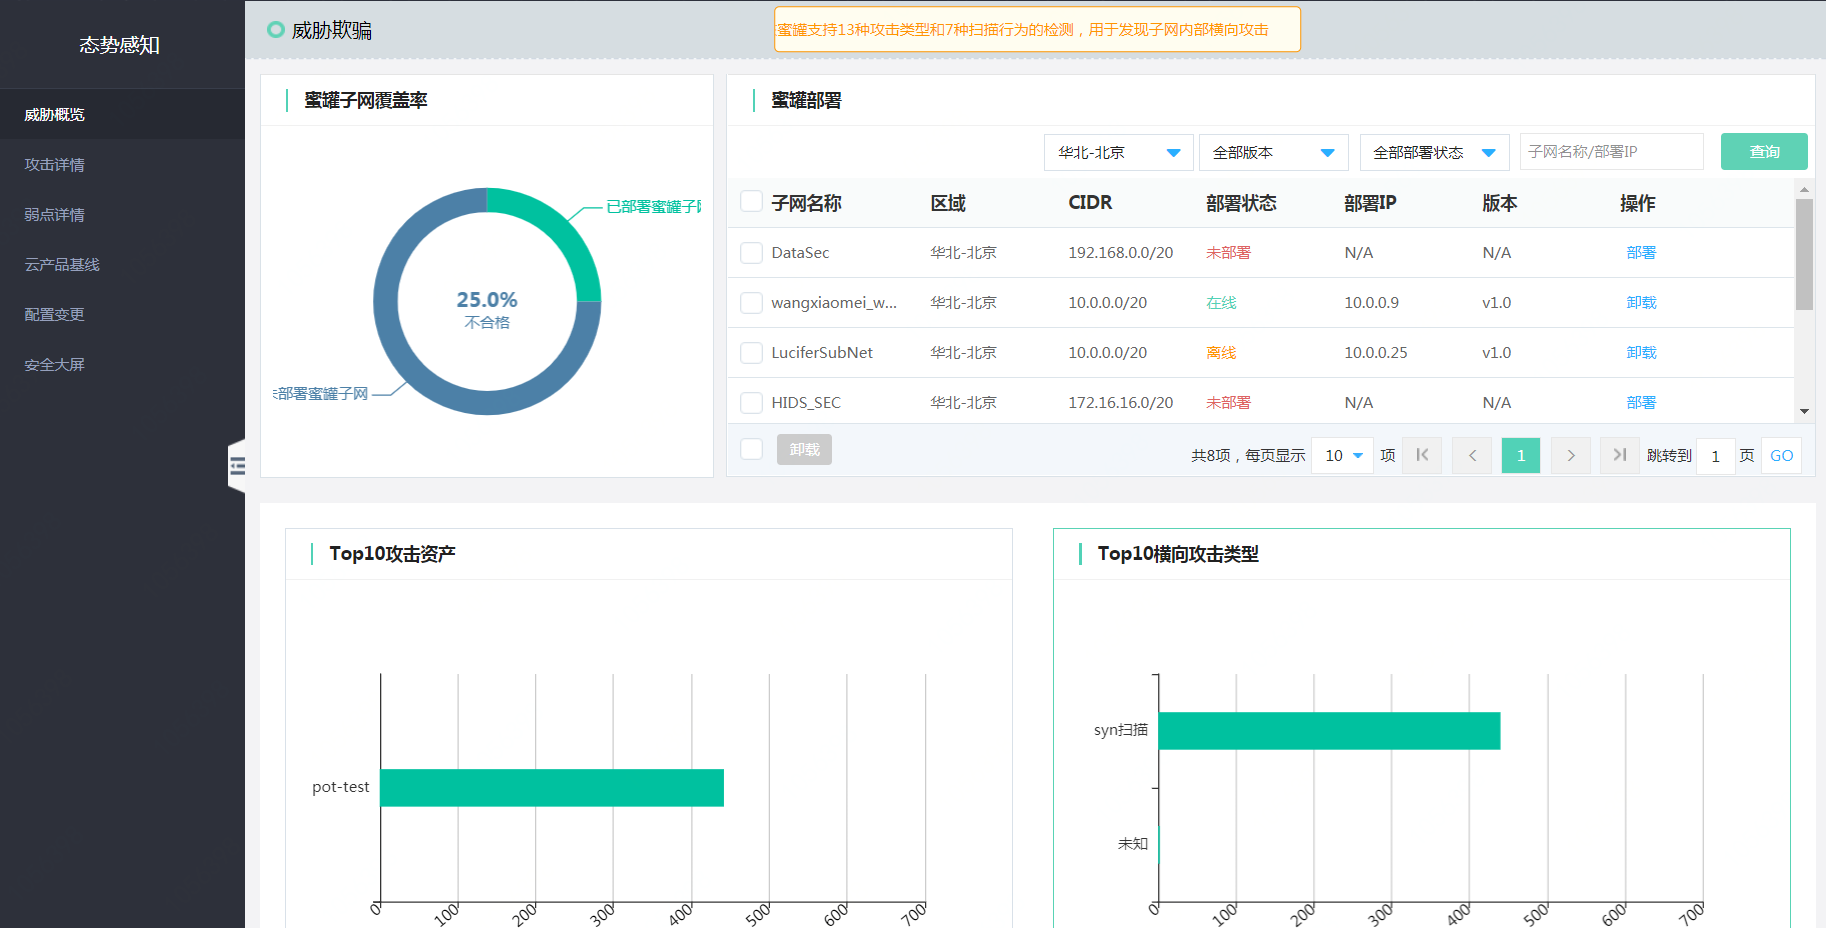 态势感知
威胁概览
攻击详情
弱点详情
云产品基线
配置变更
安全大屏
威胁欺骗
蜜罐支持13种攻击类型和7种扫描行为的检测，用于发现子网内部横向攻击
蜜罐子网覆盖率
已部署蜜罐子
25.0%
不合格
部署蜜罐子网
蜜罐部署
华北-北京 全部版本 全部部署状态 子网名称/部署IP 查询
子网名称 区域 CIDR 部署状态 部署IP 版本 操作
DataSec 华北-北京 192.168.0.0/20 未部署 N/A N/A 部署
wangxiaomei_w... 华北-北京 10.0.0.0/20 在线 10.0.0.9 v1.0 卸载
LuciferSubNet 华北-北京 10.0.0.0/20 离线 10.0.0.25 v1.0 卸载
HIDS_SEC 华北-北京 172.16.16.0/20 未部署 N/A N/A 部署
卸载 共8项，每页显示 10 项 1 跳转到 1 页 GO
Top10攻击资产
pot-test
0 100 200 300 400 500 600 700
Top10横向攻击类型
syn扫描
未知
0 100 200 300 400 500 600 700